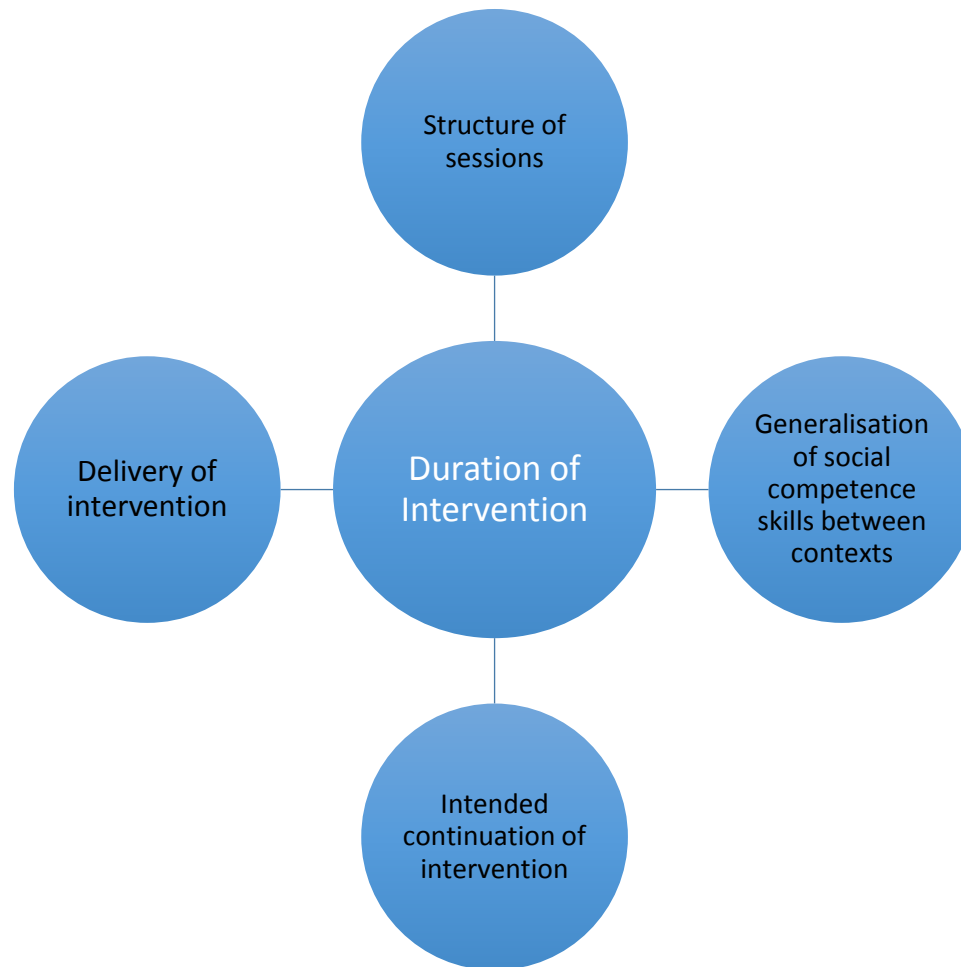 Structure of
sessions
Delivery of
intervention
Duration of
Intervention
Generalisation
of social
competence
skills between
contexts
Intended
continuation of
intervention